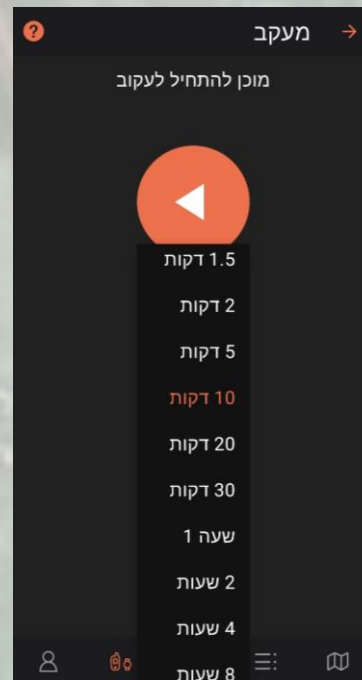 מעקב
?
מוכן להתחיל לעקוב
1.5 דקות
2 דקות
5 דקות
10 דקות
20 דקות
30 דקות
שעה 1
2 שעות
4 שעות
8 שעות